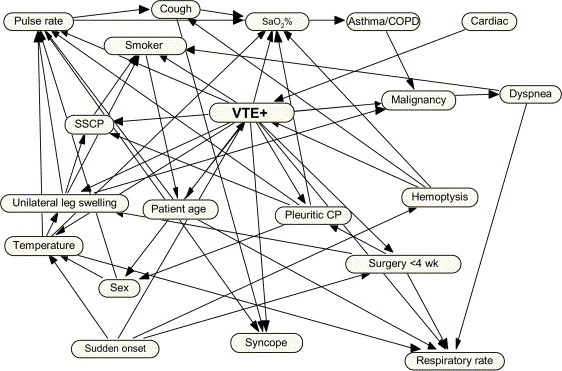 Cough
Pulse rate
SaO₂%
Asthma/COPD
Cardiac
Smoker
Dyspnea
Malignancy
VTE+
SSCP
Hemoptysis
Unilateral leg swelling
Patient age
Pleuritic CP
Temperature
Surgery <4 wk
Sex
Sudden onset
Syncope
Respiratory rate